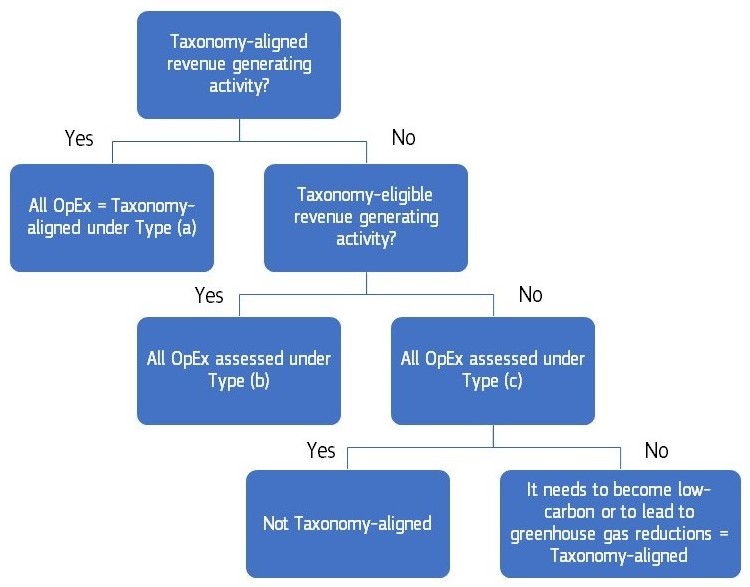 Taxonomy-aligned
revenue generating
activity?
Yes
No
All OpEx = Taxonomy-
aligned under Type (a)
Taxonomy-eligible
revenue generating
activity?
Yes
No
All OpEx assessed under
Type (b)
All OpEx assessed under
Type (c)
Yes
No
Not Taxonomy-aligned
It needs to become low-
carbon or to lead to
greenhouse gas reductions =
Taxonomy-aligned